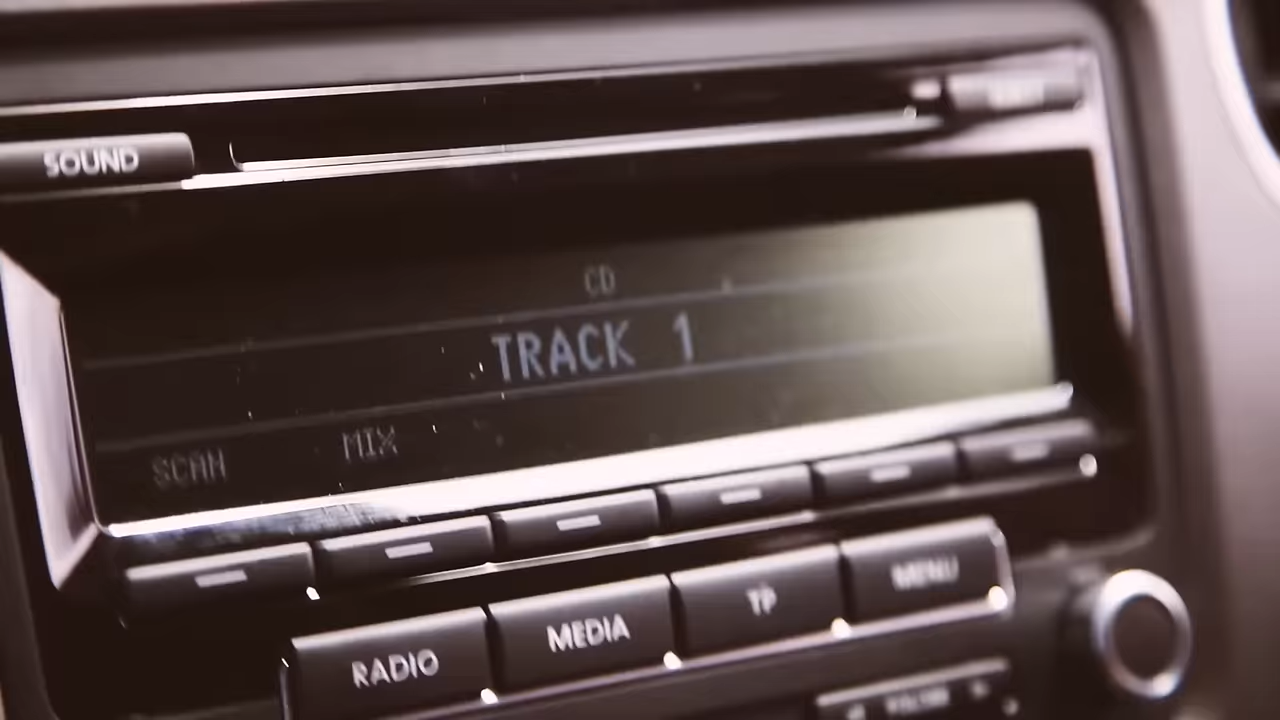 SOUND
CD
TRACK 1
SCAN MIX
RADIO MEDIA TP MENU